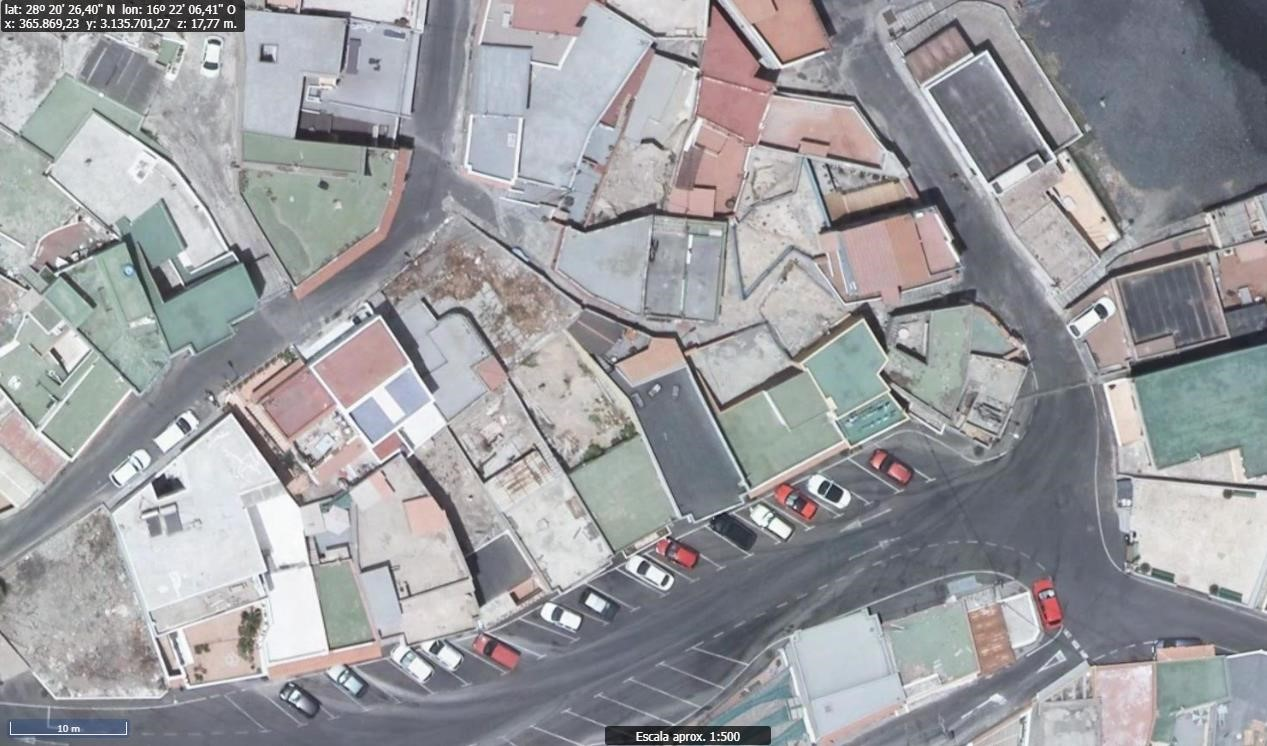 lat: 28º 20' 26,40" N  lon: 16º 22' 06,41" O
x: 365.869,23  y: 3.135.701,27  z: 17,77 m.
10 m
Escala aprox. 1:500